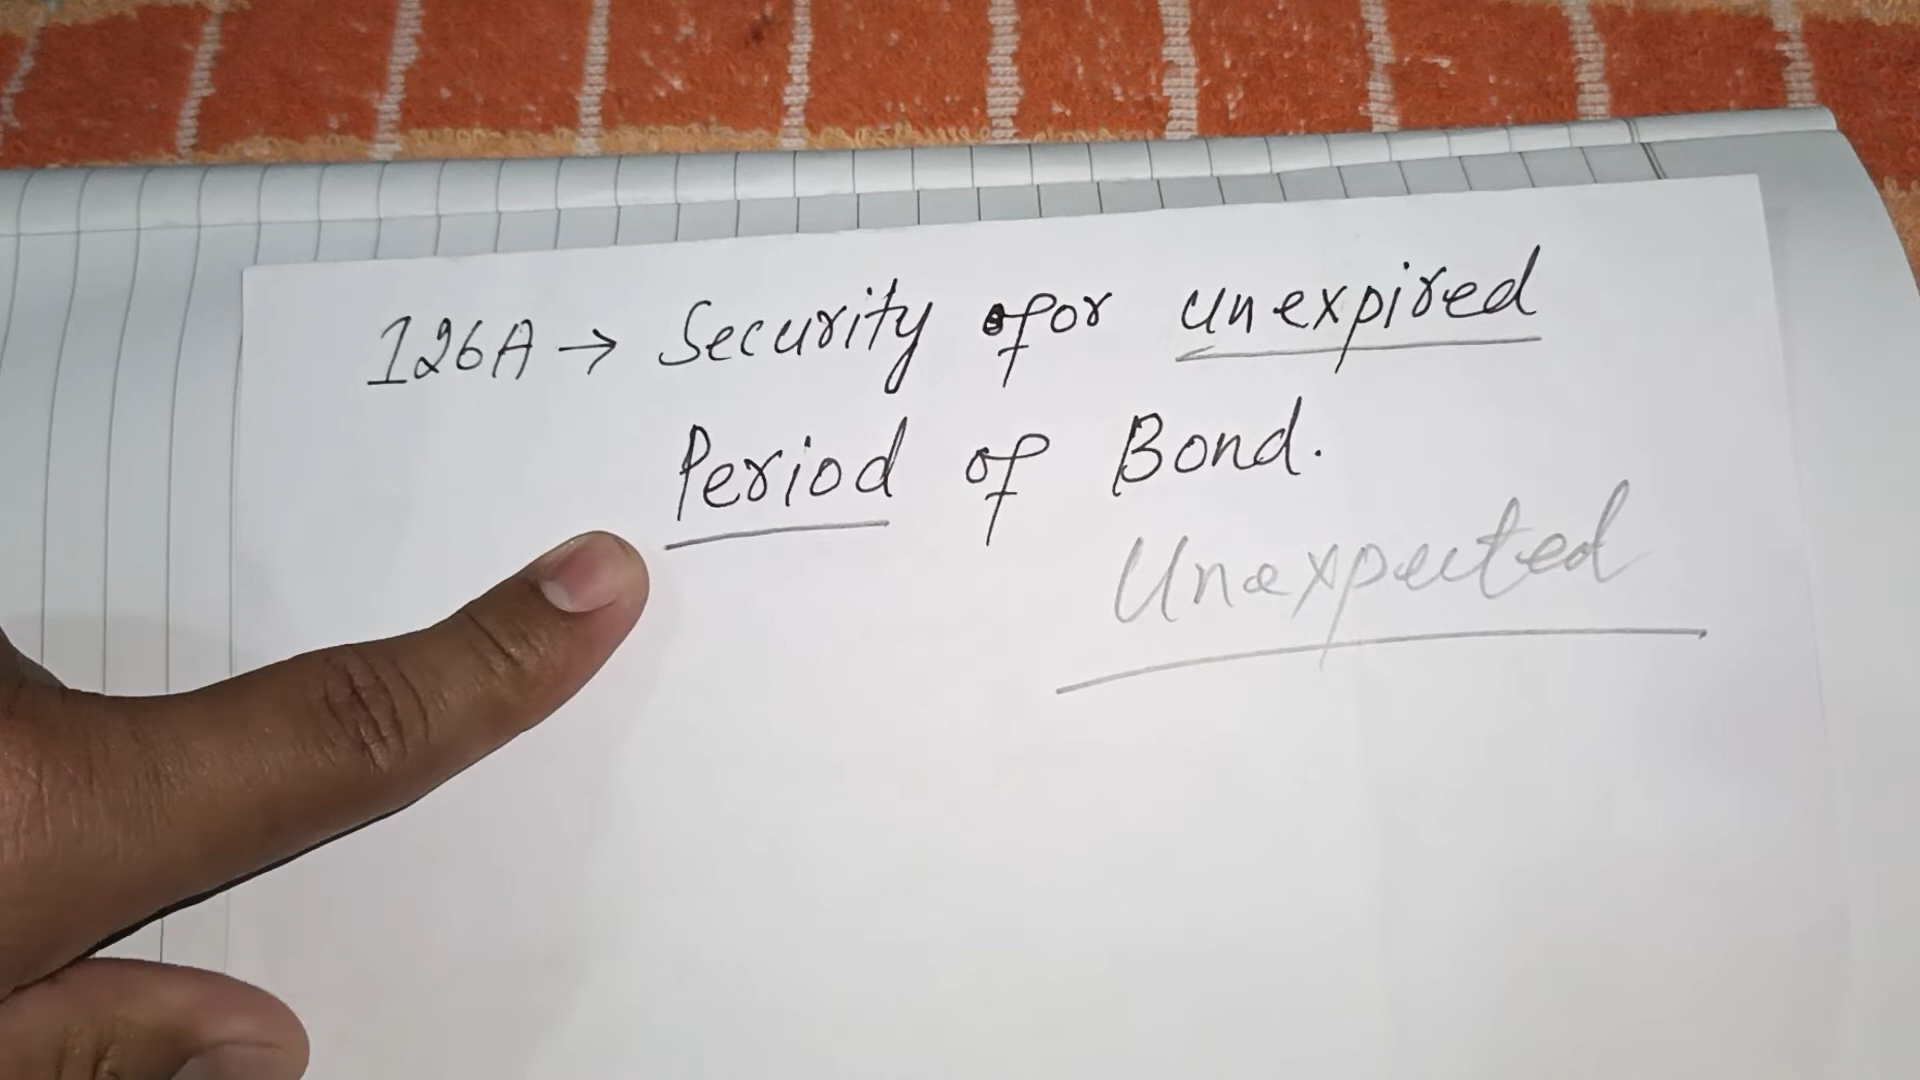 126A → Security for unexpired
Period of Bond.
Unexpected